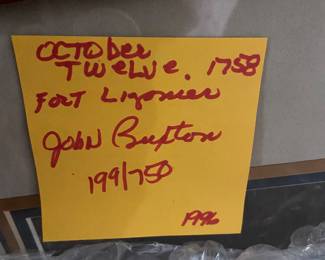 OCTOber
TWELVE. 1758
FORT LIGONIER
John Buxton
199/750
1996